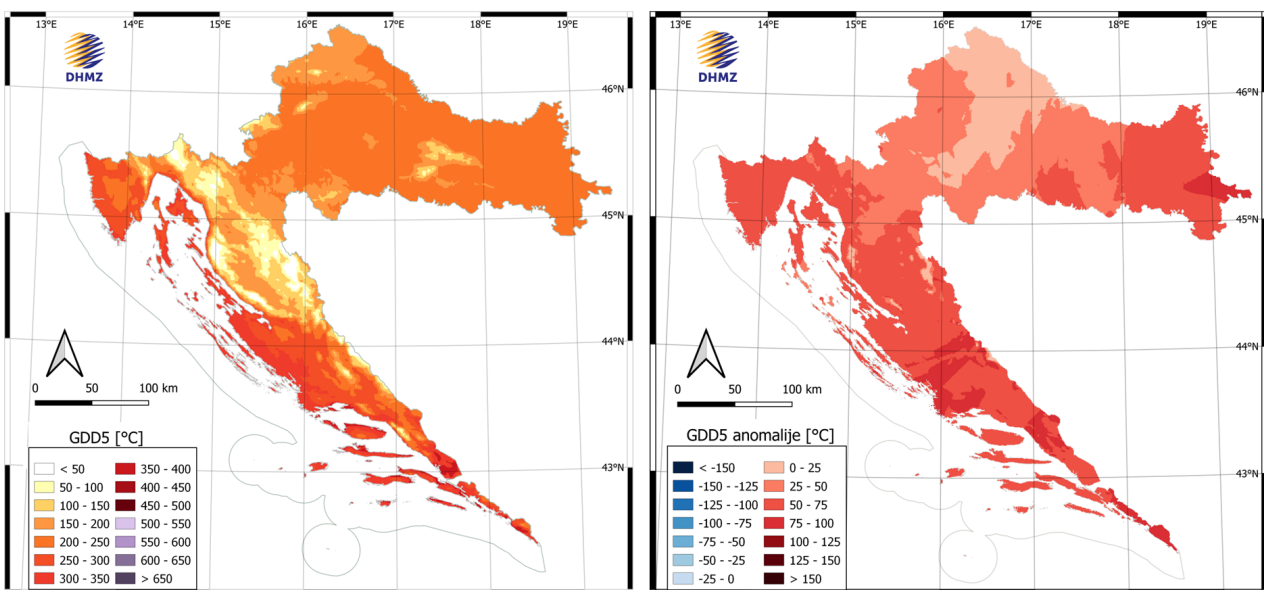 13°E 14°E 15°E 16°E 17°E 18°E 19°E
DHMZ
46°N
45°N
44°N
43°N
0 50 100 km
GDD5 [°C]
< 50 350 - 400
50 - 100 400 - 450
100 - 150 450 - 500
150 - 200 500 - 550
200 - 250 550 - 600
250 - 300 600 - 650
300 - 350 > 650
13°E 14°E 15°E 16°E 17°E 18°E 19°E
DHMZ
46°N
45°N
44°N
43°N
0 50 100 km
GDD5 anomalije [°C]
< -150 0 - 25
-150 - -125 25 - 50
-125 - -100 50 - 75
-100 - -75 75 - 100
-75 - -50 100 - 125
-50 - -25 125 - 150
-25 - 0 > 150